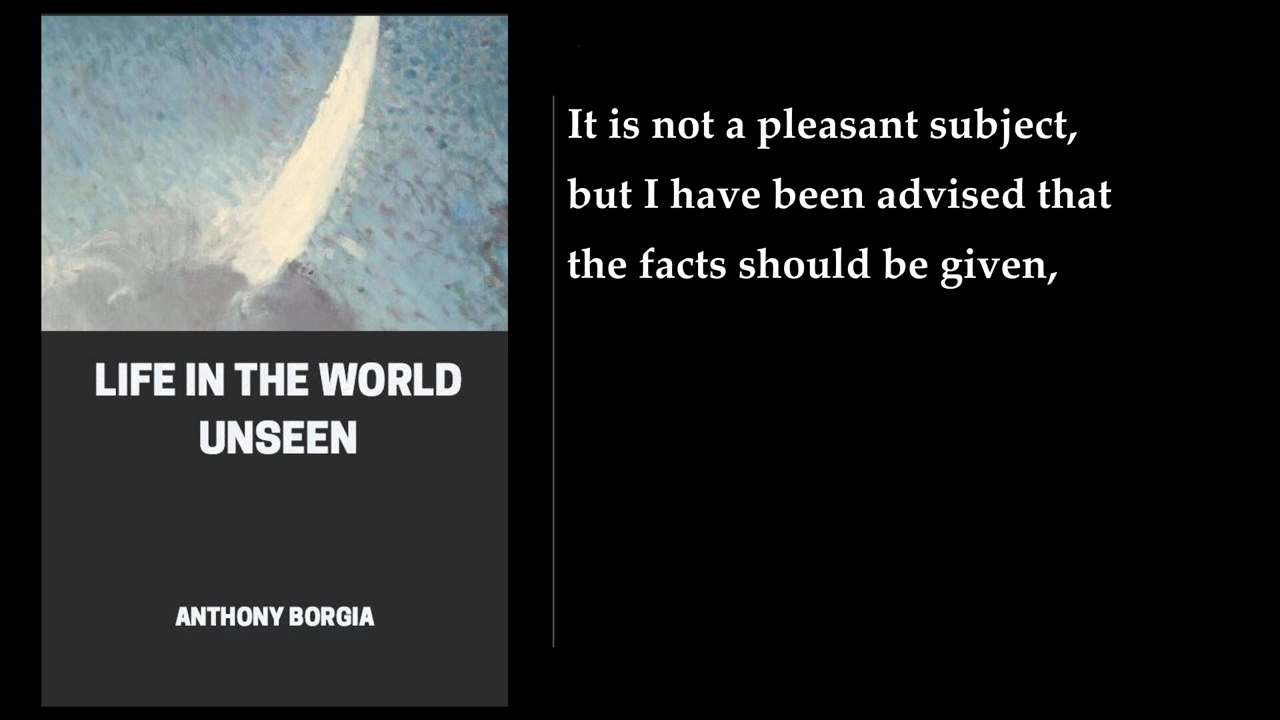 LIFE IN THE WORLD
UNSEEN
ANTHONY BORGIA
It is not a pleasant subject,
but I have been advised that
the facts should be given,